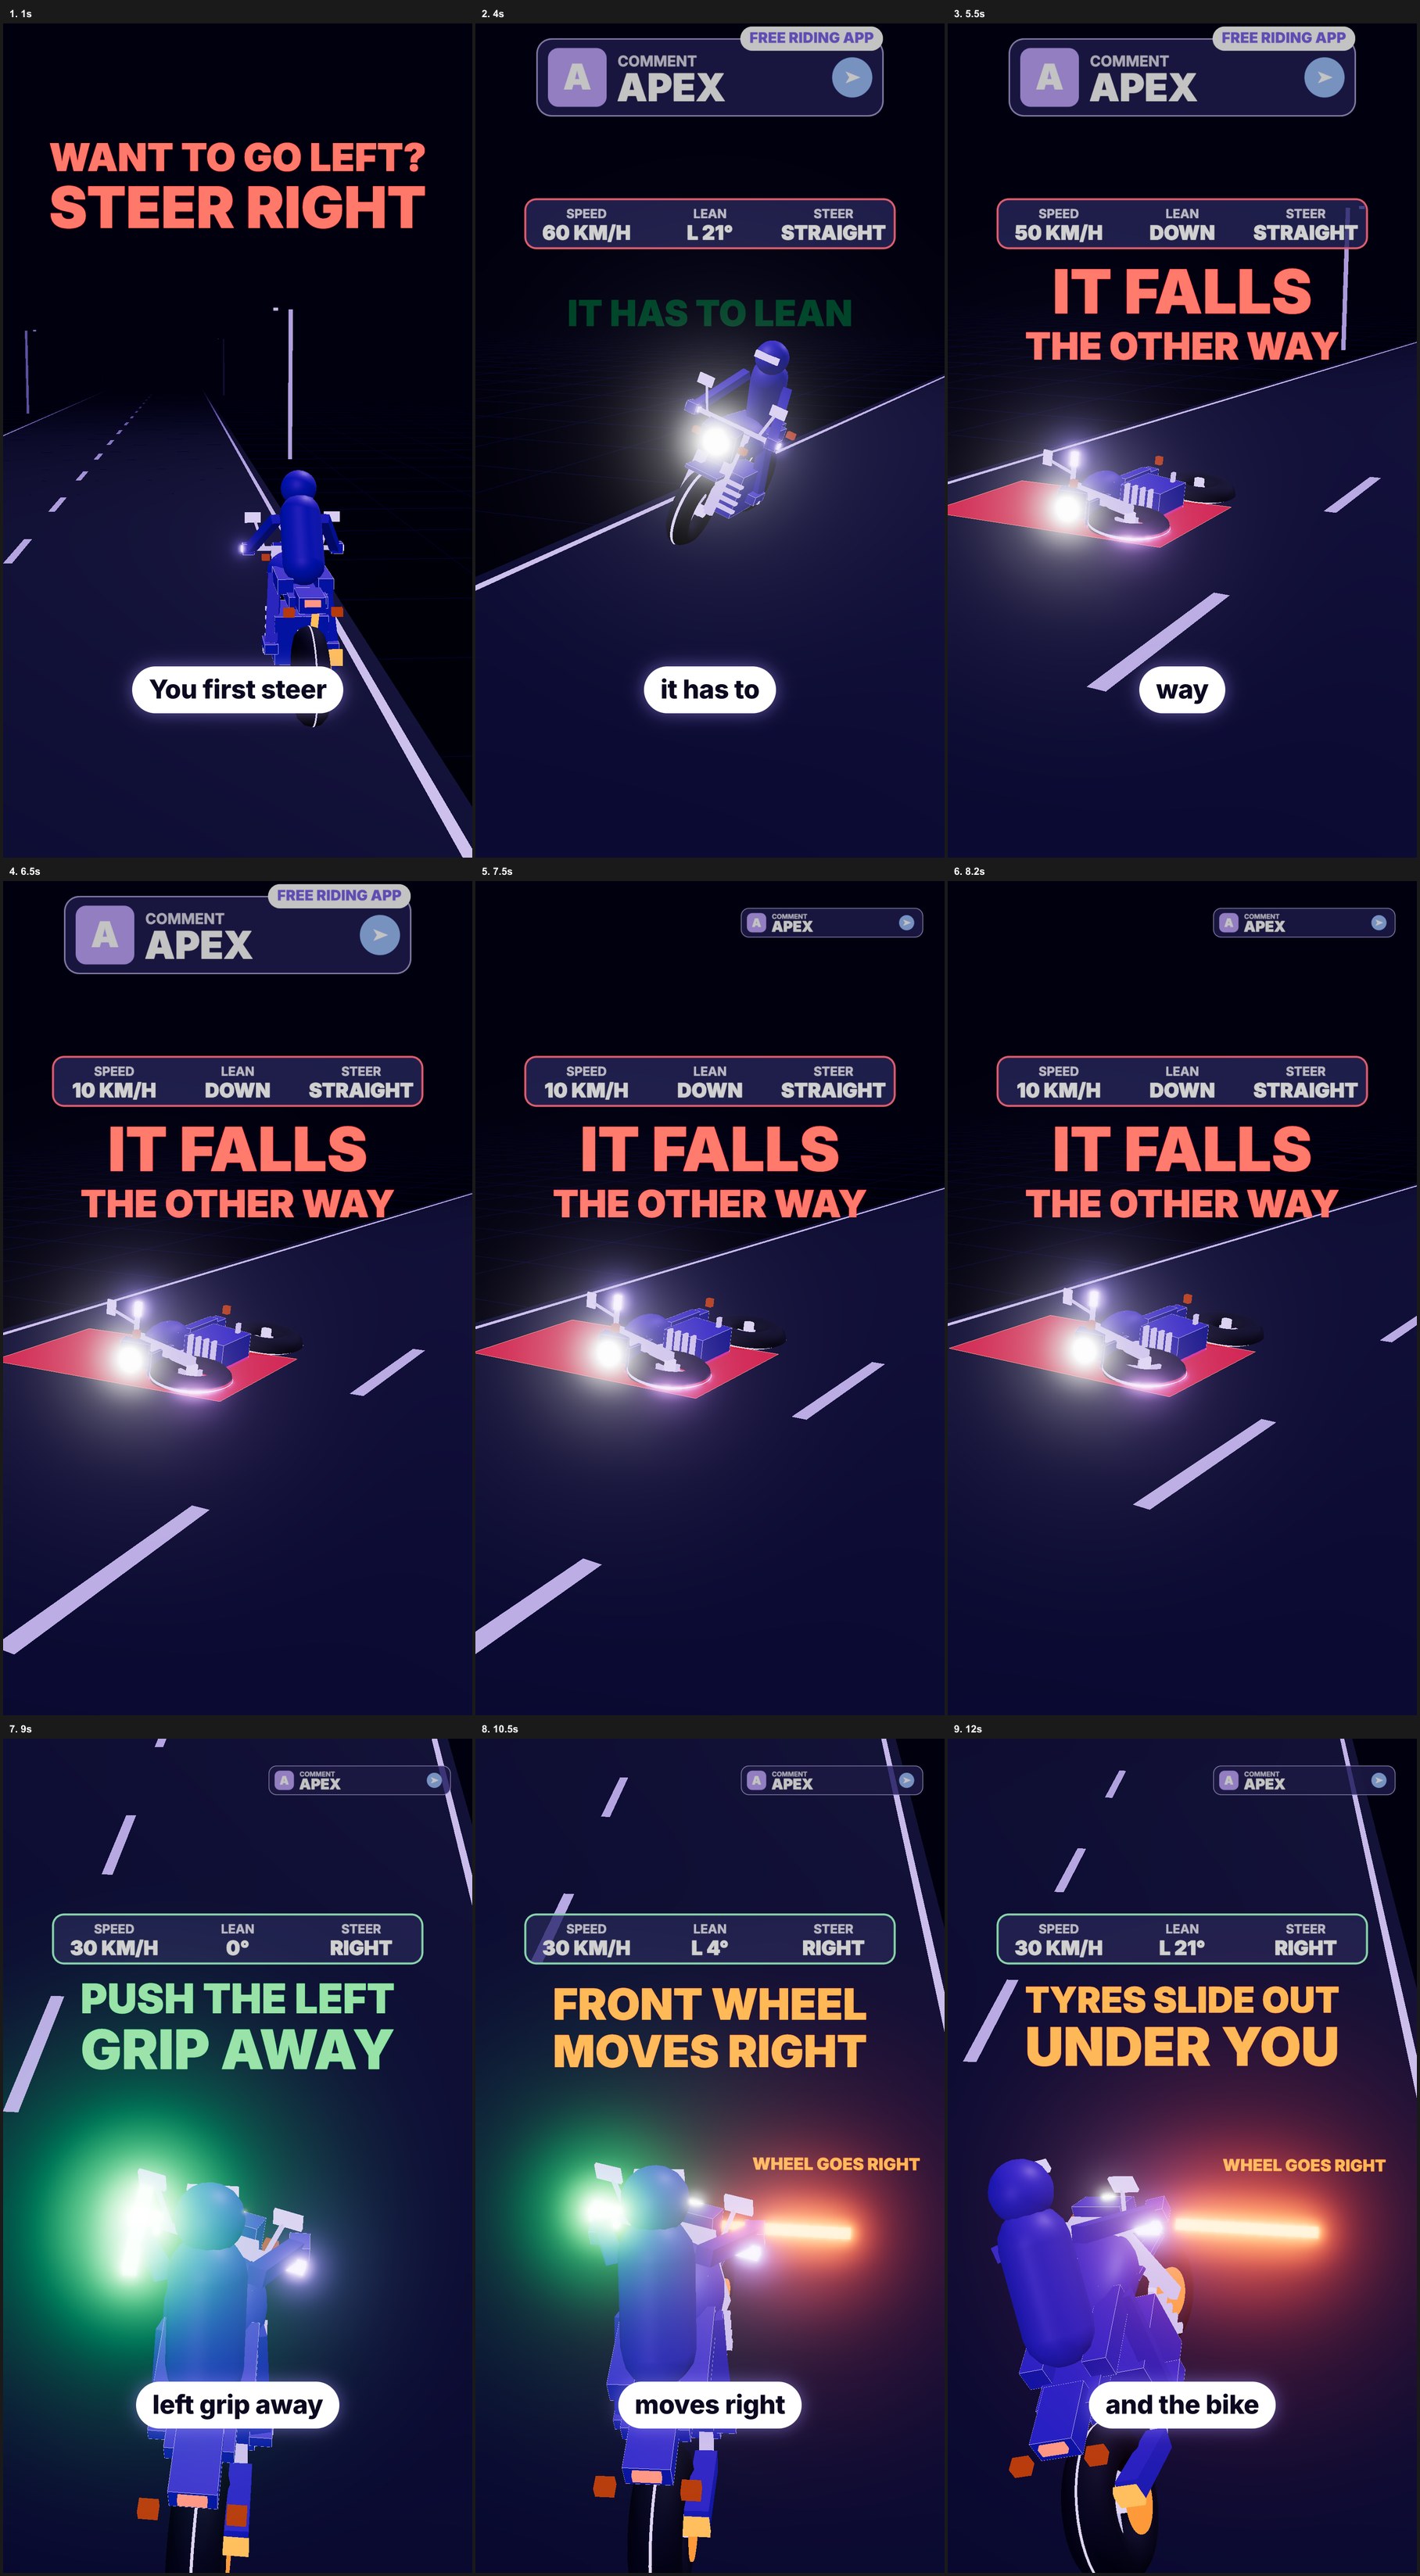 1. 1s
WANT TO GO LEFT?
STEER RIGHT
You first steer
2. 4s
FREE RIDING APP
A
COMMENT
APEX
SPEED
LEAN
STEER
60 KM/H
L 21°
STRAIGHT
IT HAS TO LEAN
it has to
3. 5.5s
FREE RIDING APP
A
COMMENT
APEX
SPEED
LEAN
STEER
50 KM/H
DOWN
STRAIGHT
IT FALLS
THE OTHER WAY
way
4. 6.5s
FREE RIDING APP
A
COMMENT
APEX
SPEED
LEAN
STEER
10 KM/H
DOWN
STRAIGHT
IT FALLS
THE OTHER WAY
5. 7.5s
A
COMMENT
APEX
SPEED
LEAN
STEER
10 KM/H
DOWN
STRAIGHT
IT FALLS
THE OTHER WAY
6. 8.2s
A
COMMENT
APEX
SPEED
LEAN
STEER
10 KM/H
DOWN
STRAIGHT
IT FALLS
THE OTHER WAY
7. 9s
A
COMMENT
APEX
SPEED
LEAN
STEER
30 KM/H
0°
RIGHT
PUSH THE LEFT
GRIP AWAY
left grip away
8. 10.5s
A
COMMENT
APEX
SPEED
LEAN
STEER
30 KM/H
L 4°
RIGHT
FRONT WHEEL
MOVES RIGHT
WHEEL GOES RIGHT
moves right
9. 12s
A
COMMENT
APEX
SPEED
LEAN
STEER
30 KM/H
L 21°
RIGHT
TYRES SLIDE OUT
UNDER YOU
WHEEL GOES RIGHT
and the bike